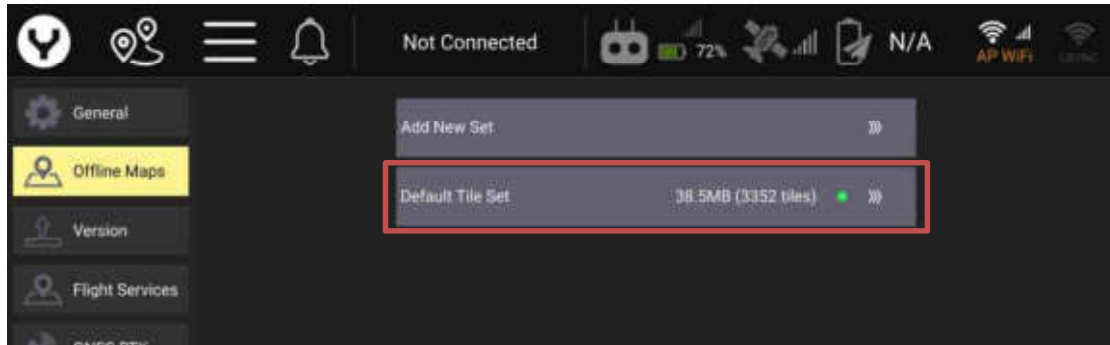 Not Connected
72%
N/A
AP WiFi
General
Add New Set
Offline Maps
Default Tile Set 38.5MB (3352 tiles)
Version
Flight Services